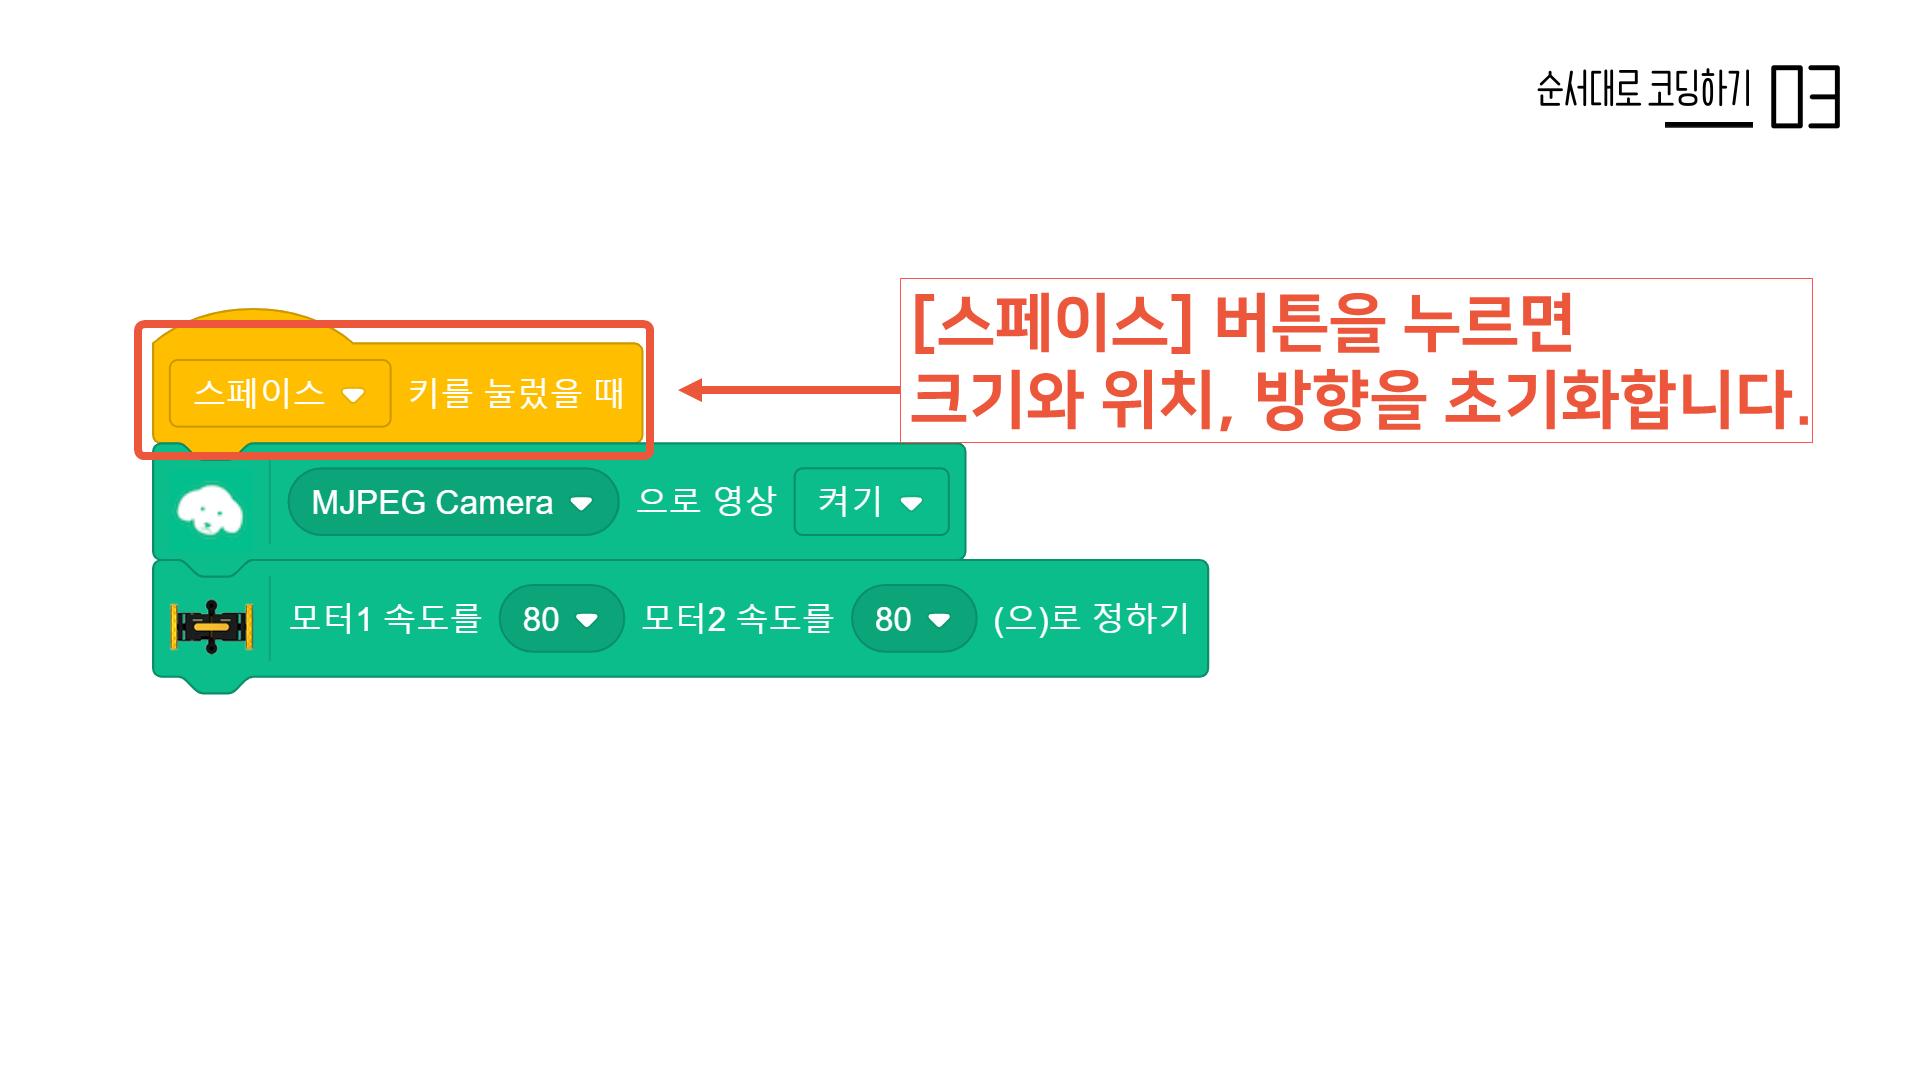 순서대로 코딩하기 03
[스페이스] 버튼을 누르면
크기와 위치, 방향을 초기화합니다.
스페이스 키를 눌렀을 때
MJPEG Camera 으로 영상 켜기
모터1 속도를 80 모터2 속도를 80 (으)로 정하기